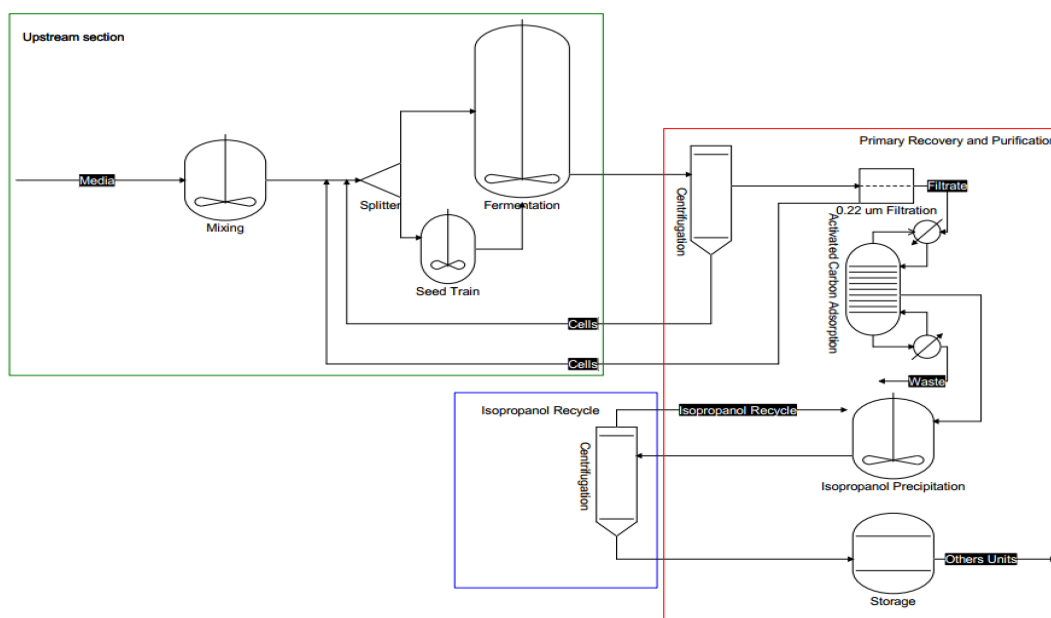 Upstream section
Primary Recovery and Purification
Media
Mixing
Splitter
Fermentation
Seed Train
Centrifugation
0.22 um Filtration
Filtrate
Activated Carbon Adsorption
Cells
Cells
Waste
Isopropanol Recycle
Isopropanol Recycle
Centrifugation
Isopropanol Precipitation
Others Units
Storage